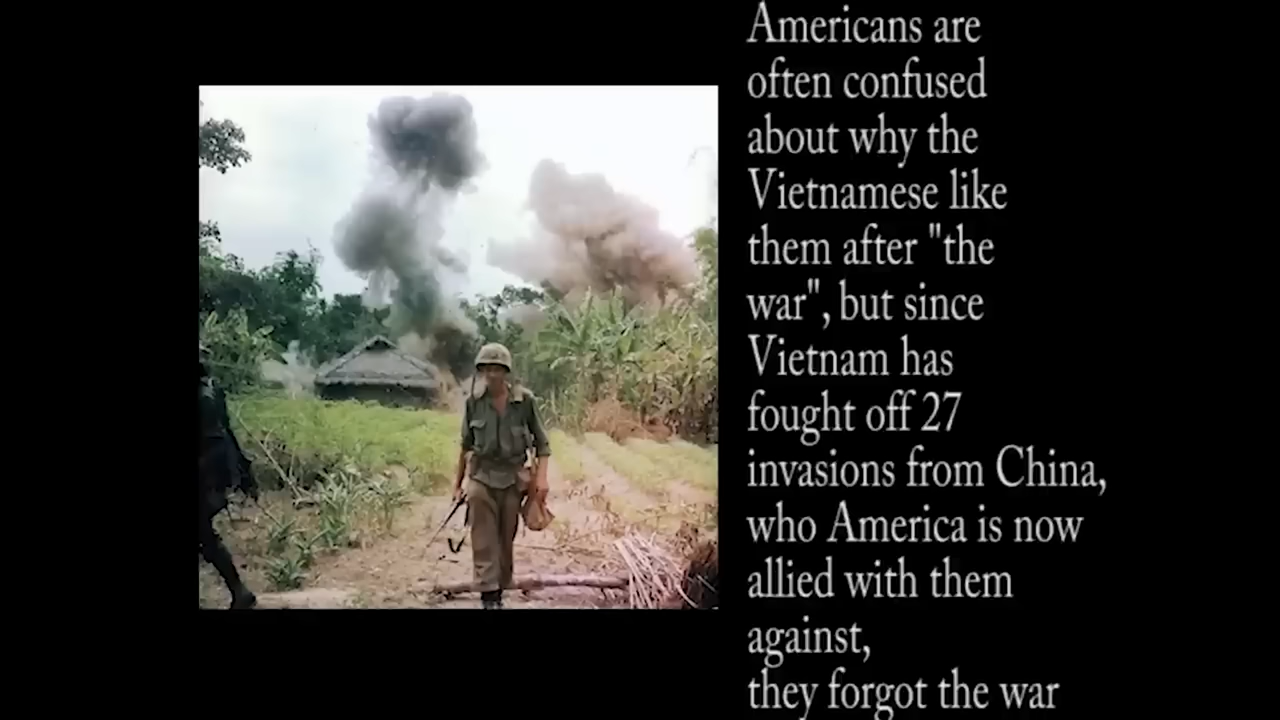 Americans are
often confused
about why the
Vietnamese like
them after "the
war", but since
Vietnam has
fought off 27
invasions from China,
who America is now
allied with them
against,
they forgot the war